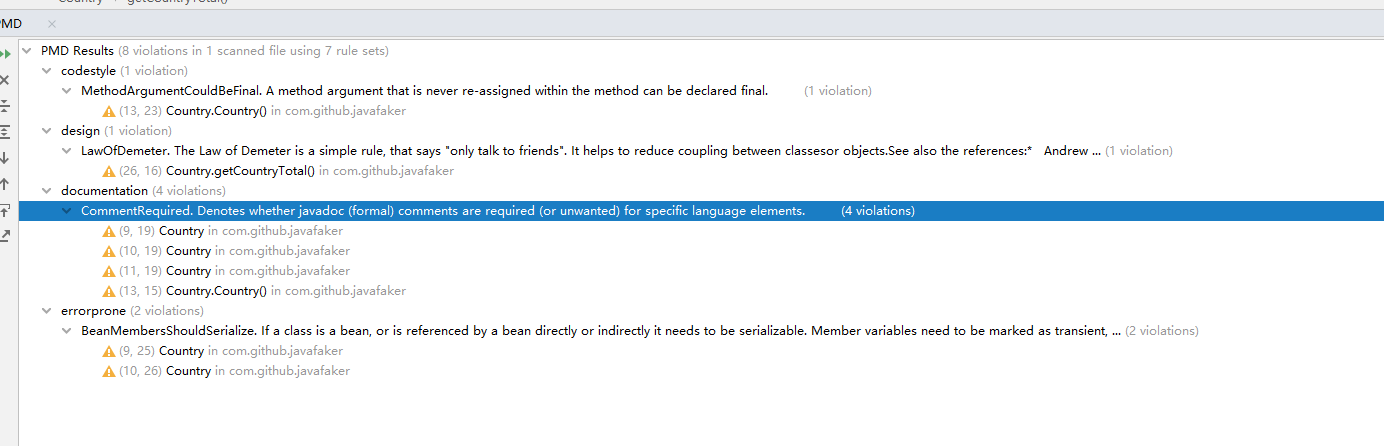 Country getCountryTotal()
PMD
PMD Results (8 violations in 1 scanned file using 7 rule sets)
codestyle (1 violation)
MethodArgumentCouldBeFinal. A method argument that is never re-assigned within the method can be declared final. (1 violation)
(13, 23) Country.Country() in com.github.javafaker
design (1 violation)
LawOfDemeter. The Law of Demeter is a simple rule, that says "only talk to friends". It helps to reduce coupling between classesor objects.See also the references:* Andrew ... (1 violation)
(26, 16) Country.getCountryTotal() in com.github.javafaker
documentation (4 violations)
CommentRequired. Denotes whether javadoc (formal) comments are required (or unwanted) for specific language elements. (4 violations)
(9, 19) Country in com.github.javafaker
(10, 19) Country in com.github.javafaker
(11, 19) Country in com.github.javafaker
(13, 15) Country.Country() in com.github.javafaker
errorprone (2 violations)
BeanMembersShouldSerialize. If a class is a bean, or is referenced by a bean directly or indirectly it needs to be serializable. Member variables need to be marked as transient, ... (2 violations)
(9, 25) Country in com.github.javafaker
(10, 26) Country in com.github.javafaker